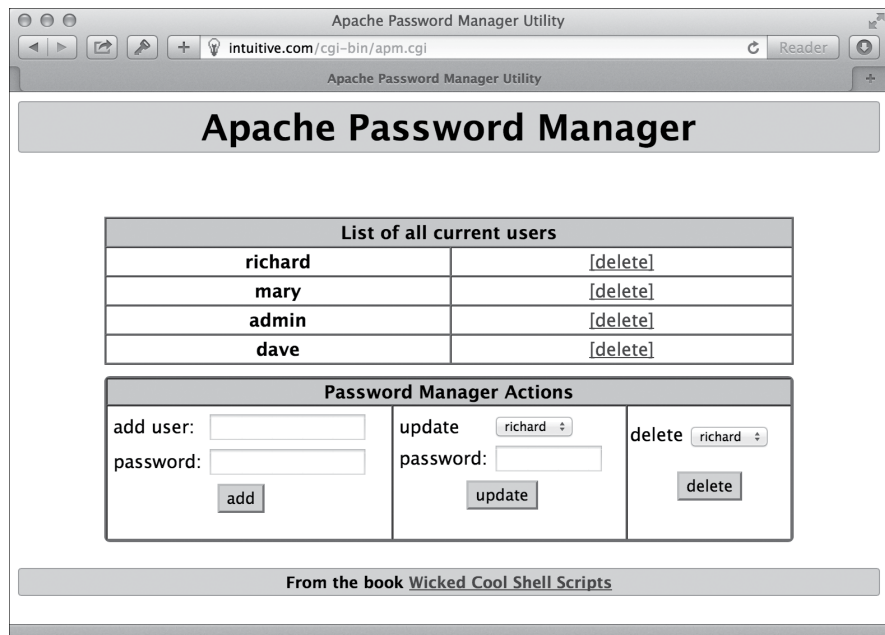 Apache Password Manager Utility
intuitive.com/cgi-bin/apm.cgi
Reader
Apache Password Manager Utility
Apache Password Manager
List of all current users
richard [delete]
mary [delete]
admin [delete]
dave [delete]
Password Manager Actions
add user:
password:
add
update richard
password:
update
delete richard
delete
From the book Wicked Cool Shell Scripts